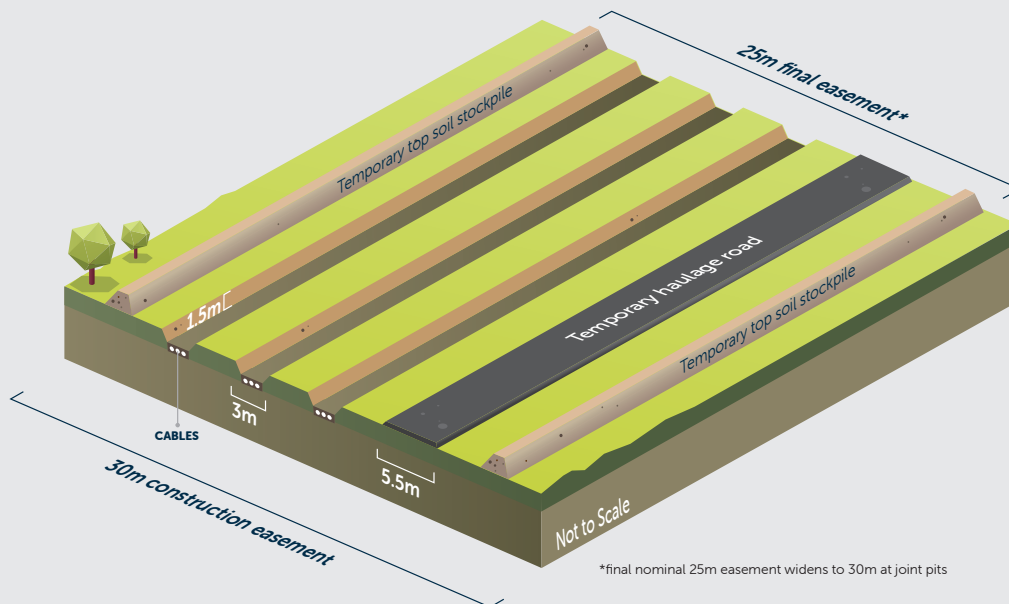 25m final easement*
Temporary top soil stockpile
Temporary haulage road
Temporary top soil stockpile
1.5m
3m
CABLES
5.5m
30m construction easement
Not to Scale
*final nominal 25m easement widens to 30m at joint pits